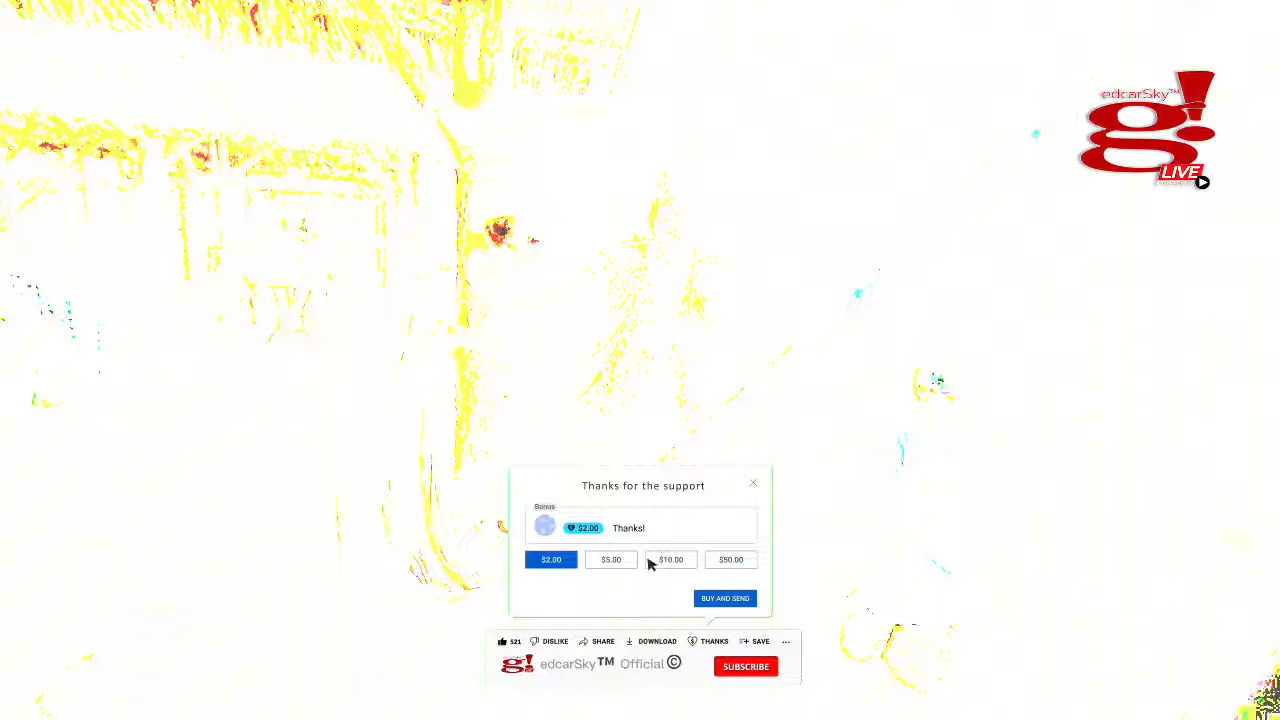 edcarSky™
g!
LIVE
Thanks for the support
Bonus
$2.00 Thanks!
$2.00 $5.00 $10.00 $50.00
BUY AND SEND
521 DISLIKE SHARE DOWNLOAD THANKS SAVE ...
g! edcarSky™ Official © SUBSCRIBE